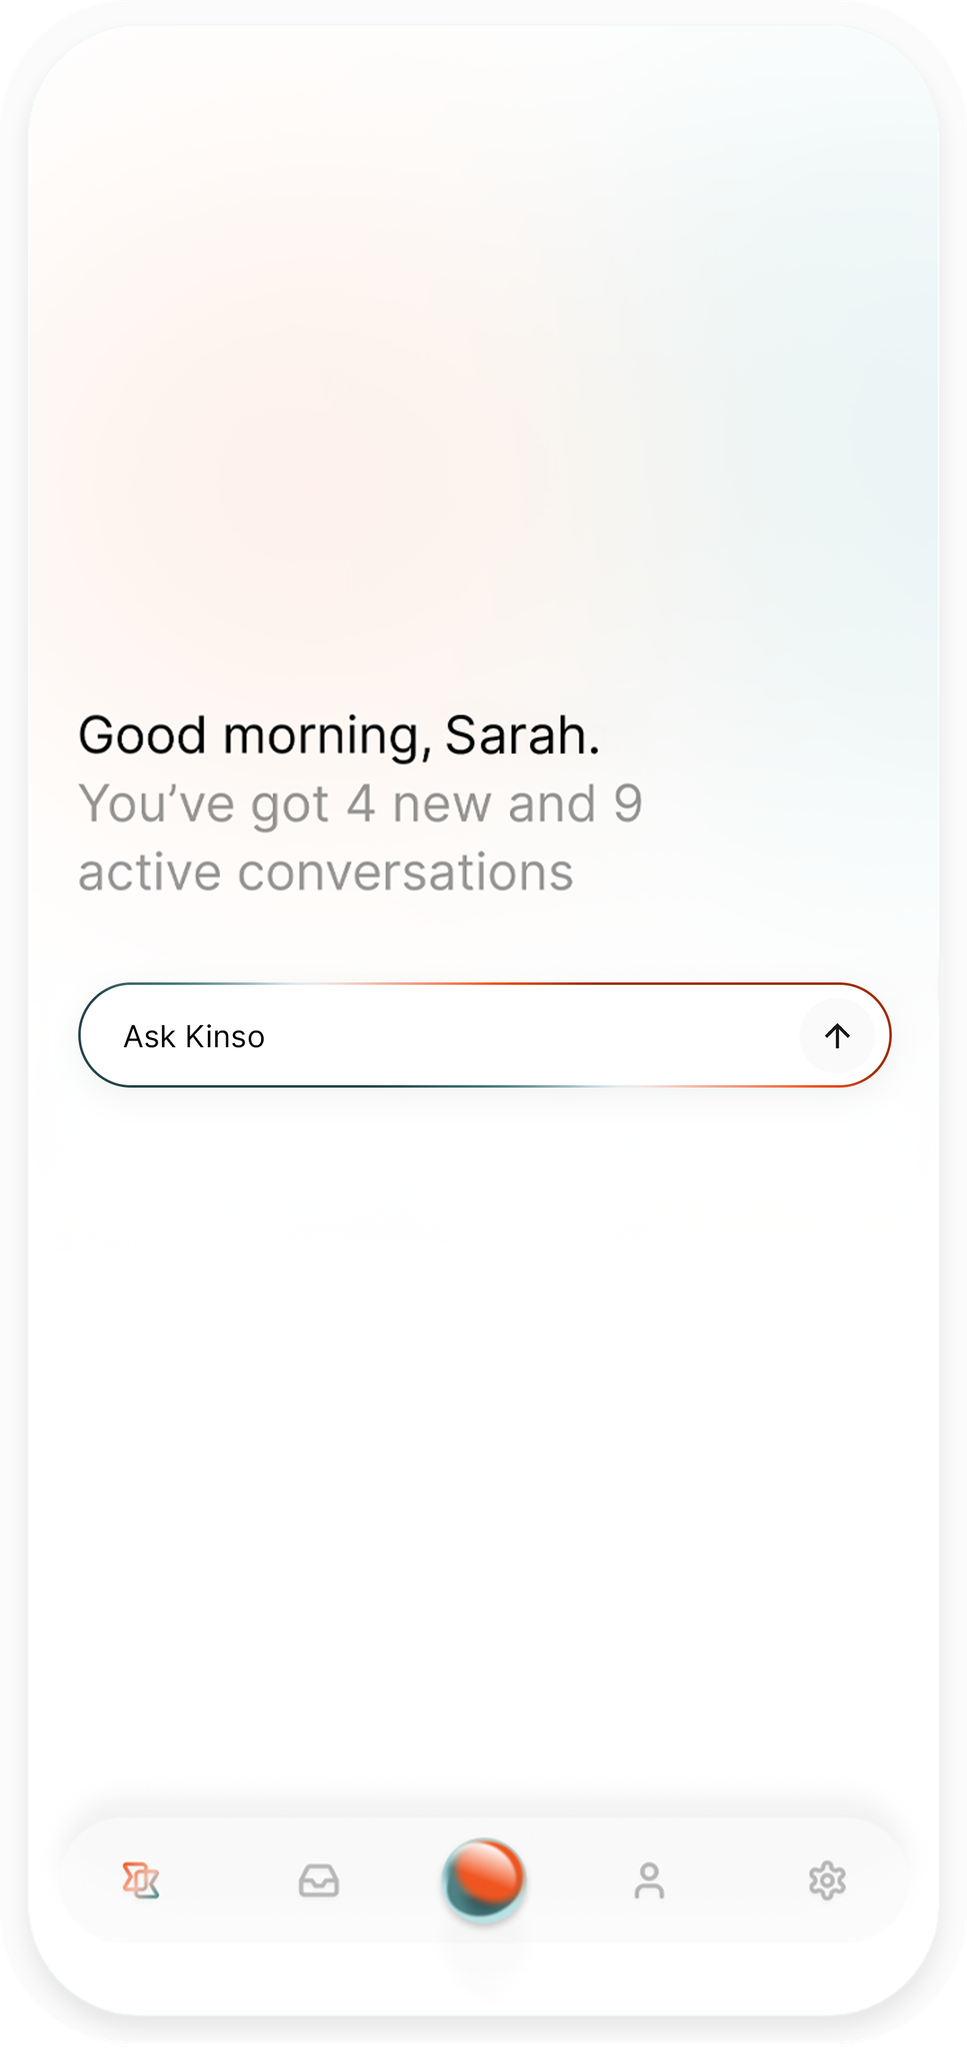 Good morning, Sarah.
You’ve got 4 new and 9
active conversations
Ask Kinso